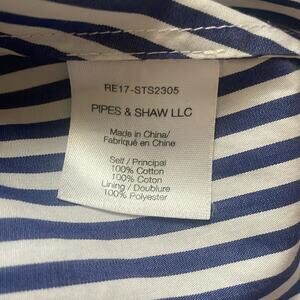 RE17-STS2305
PIPES & SHAW LLC
Made in China/
Fabriqué en Chine
Self / Principal
100% Cotton
100% Coton
Lining / Doublure
100% Polyester